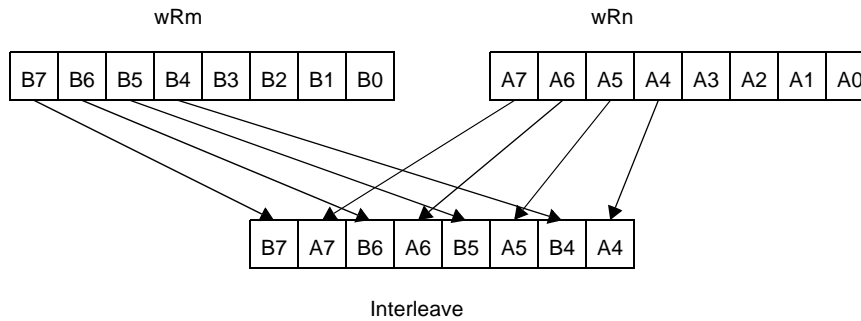 wRm wRn
B7 B6 B5 B4 B3 B2 B1 B0 A7 A6 A5 A4 A3 A2 A1 A0
B7 A7 B6 A6 B5 A5 B4 A4
Interleave